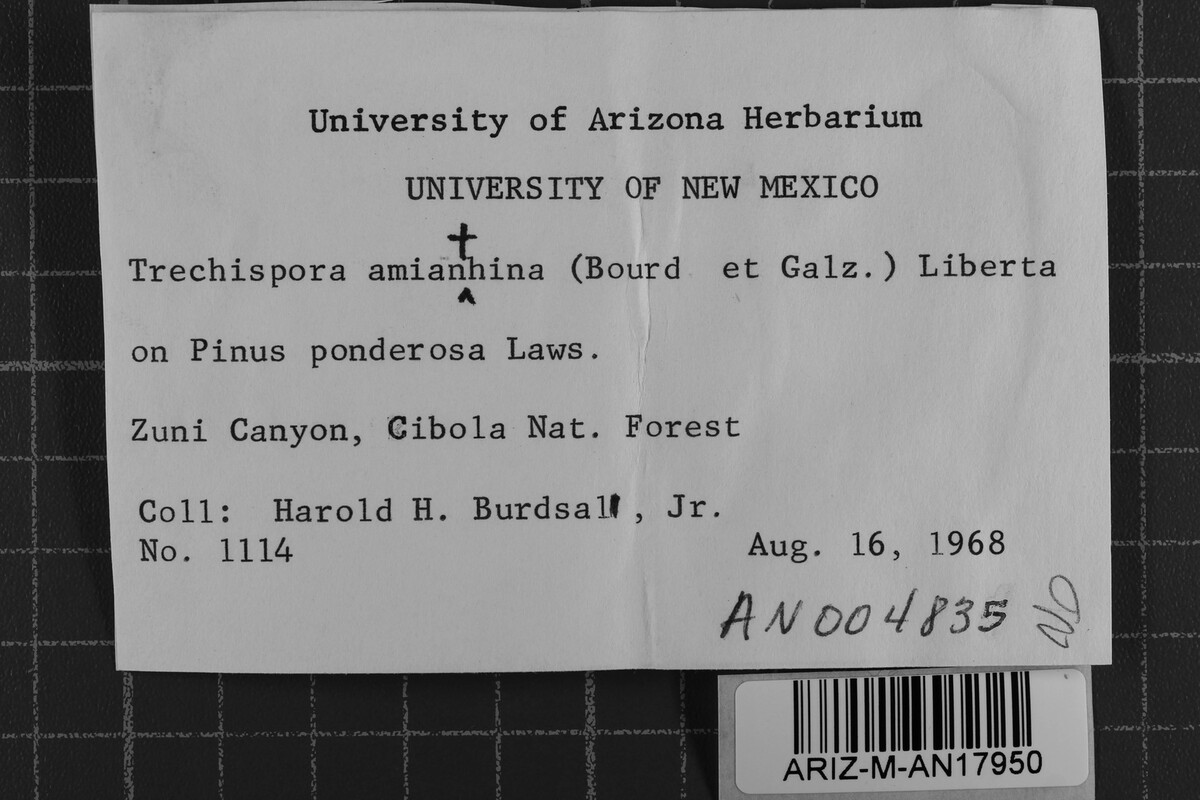 University of Arizona Herbarium
UNIVERSITY OF NEW MEXICO
Trechispora amianthina (Bourd et Galz.) Liberta
on Pinus ponderosa Laws.
Zuni Canyon, Cibola Nat. Forest
Coll: Harold H. Burdsall, Jr.
No. 1114
Aug. 16, 1968
AN004835
ARIZ-M-AN17950